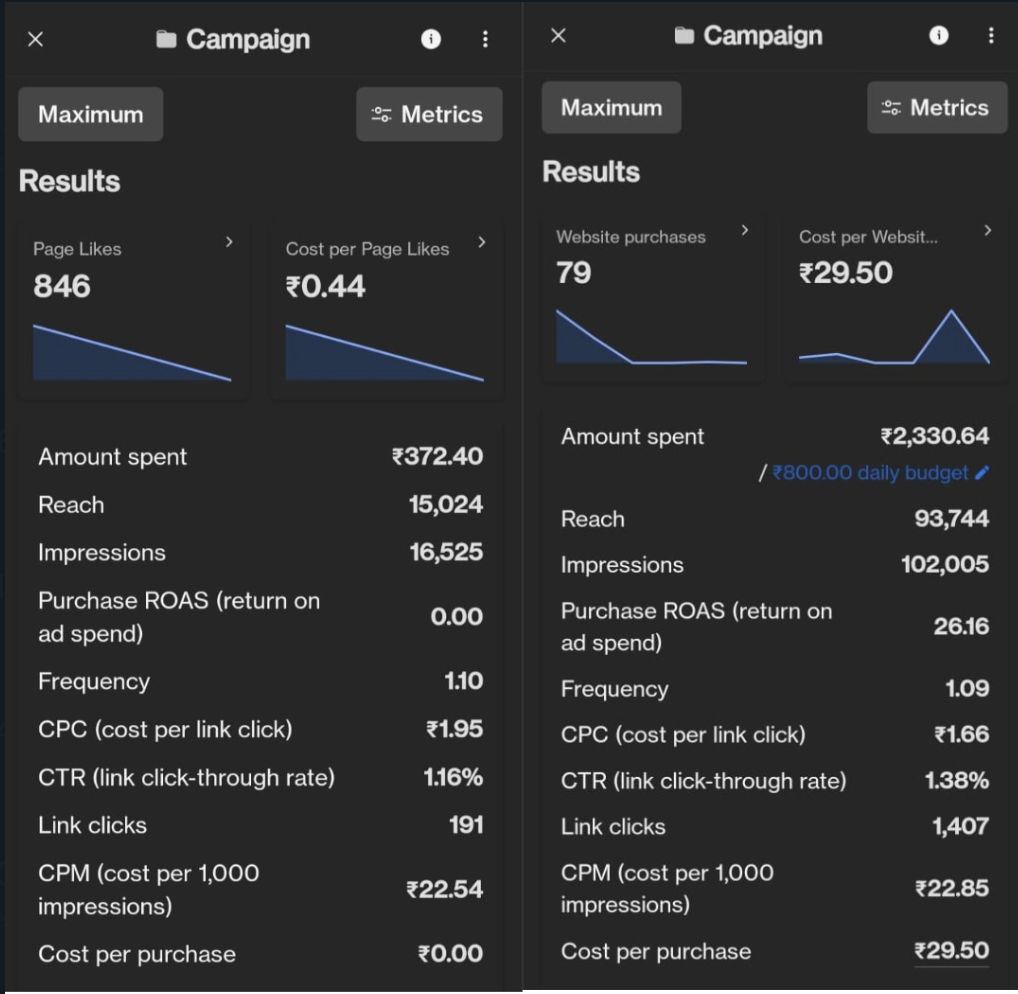 Campaign
Maximum
Metrics
Results
Page Likes
846
Cost per Page Likes
₹0.44
Amount spent ₹372.40
Reach 15,024
Impressions 16,525
Purchase ROAS (return on
ad spend) 0.00
Frequency 1.10
CPC (cost per link click) ₹1.95
CTR (link click-through rate) 1.16%
Link clicks 191
CPM (cost per 1,000
impressions) ₹22.54
Cost per purchase ₹0.00
Campaign
Maximum
Metrics
Results
Website purchases
79
Cost per Websit...
₹29.50
Amount spent ₹2,330.64
/ ₹800.00 daily budget
Reach 93,744
Impressions 102,005
Purchase ROAS (return on
ad spend) 26.16
Frequency 1.09
CPC (cost per link click) ₹1.66
CTR (link click-through rate) 1.38%
Link clicks 1,407
CPM (cost per 1,000
impressions) ₹22.85
Cost per purchase ₹29.50